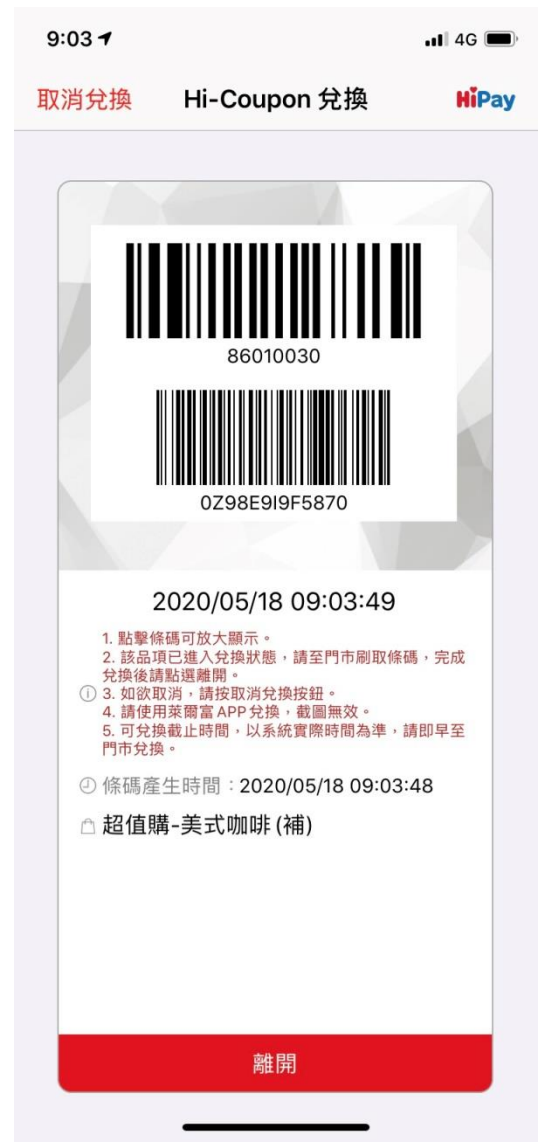 9:03
4G
取消兌換
Hi-Coupon 兌換
HiPay
86010030
0Z98E9I9F5870
2020/05/18 09:03:49
1. 點擊條碼可放大顯示。
2. 該品項已進入兌換狀態，請至門市刷取條碼，完成
兌換後請點選離開。
3. 如欲取消，請按取消兌換按鈕。
4. 請使用萊爾富 APP 兌換，截圖無效。
5. 可兌換截止時間，以系統實際時間為準，請即早至
門市兌換。
條碼產生時間：2020/05/18 09:03:48
超值購-美式咖啡 (補)
離開